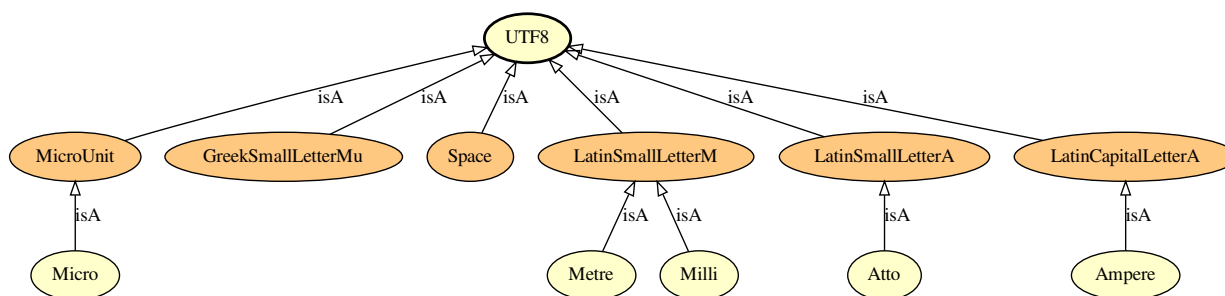 UTF8
isA isA isA isA isA isA
MicroUnit GreekSmallLetterMu Space LatinSmallLetterM LatinSmallLetterA LatinCapitalLetterA
isA isA isA isA isA
Micro Metre Milli Atto Ampere